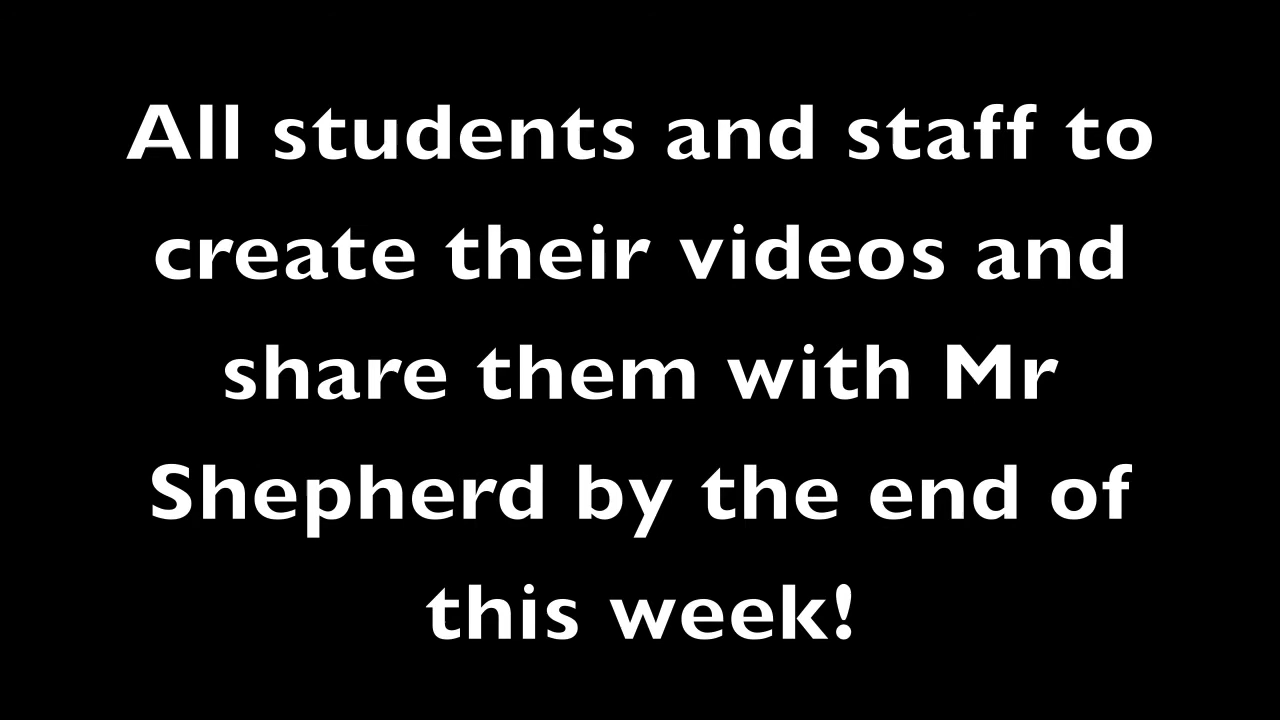 All students and staff to
create their videos and
share them with Mr
Shepherd by the end of
this week!